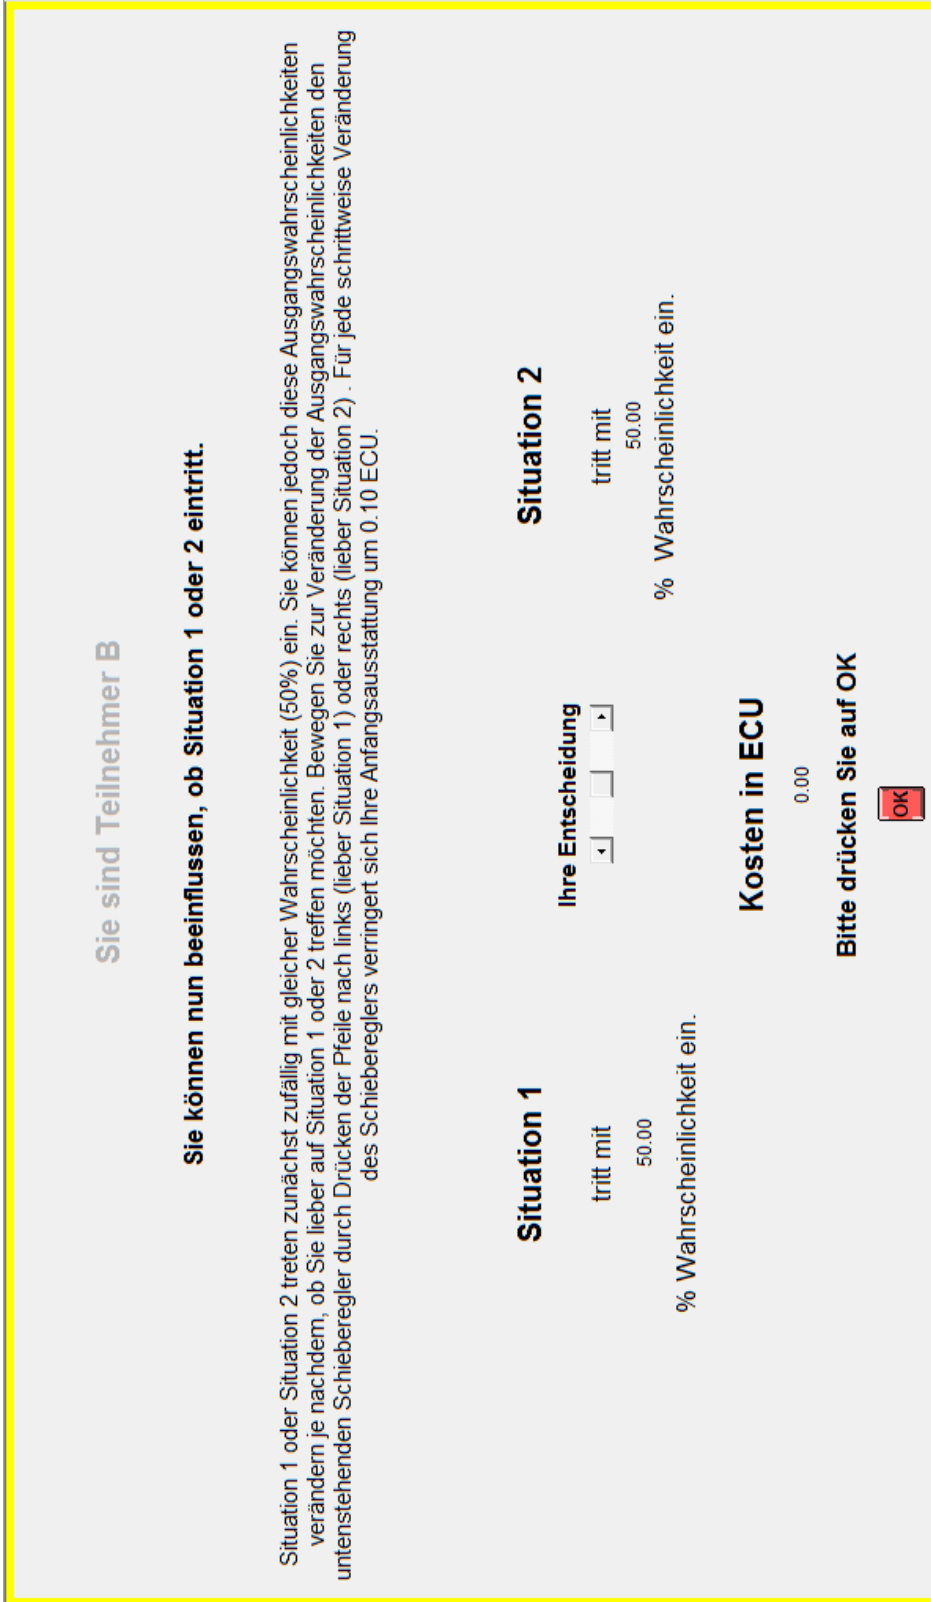 Sie sind Teilnehmer B
Sie können nun beeinflussen, ob Situation 1 oder 2 eintritt.
Situation 1 oder Situation 2 treten zunächst zufällig mit gleicher Wahrscheinlichkeit (50%) ein. Sie können jedoch diese Ausgangswahrscheinlichkeiten
verändern je nachdem, ob Sie lieber auf Situation 1 oder 2 treffen möchten. Bewegen Sie zur Veränderung der Ausgangswahrscheinlichkeiten den
untenstehenden Schieberegler durch Drücken der Pfeile nach links (lieber Situation 1) oder rechts (lieber Situation 2) . Für jede schrittweise Veränderung
des Schiebereglers verringert sich Ihre Anfangsausstattung um 0.10 ECU.
Situation 1
tritt mit
50.00
% Wahrscheinlichkeit ein.
Ihre Entscheidung
Situation 2
tritt mit
50.00
% Wahrscheinlichkeit ein.
Kosten in ECU
0.00
Bitte drücken Sie auf OK
OK